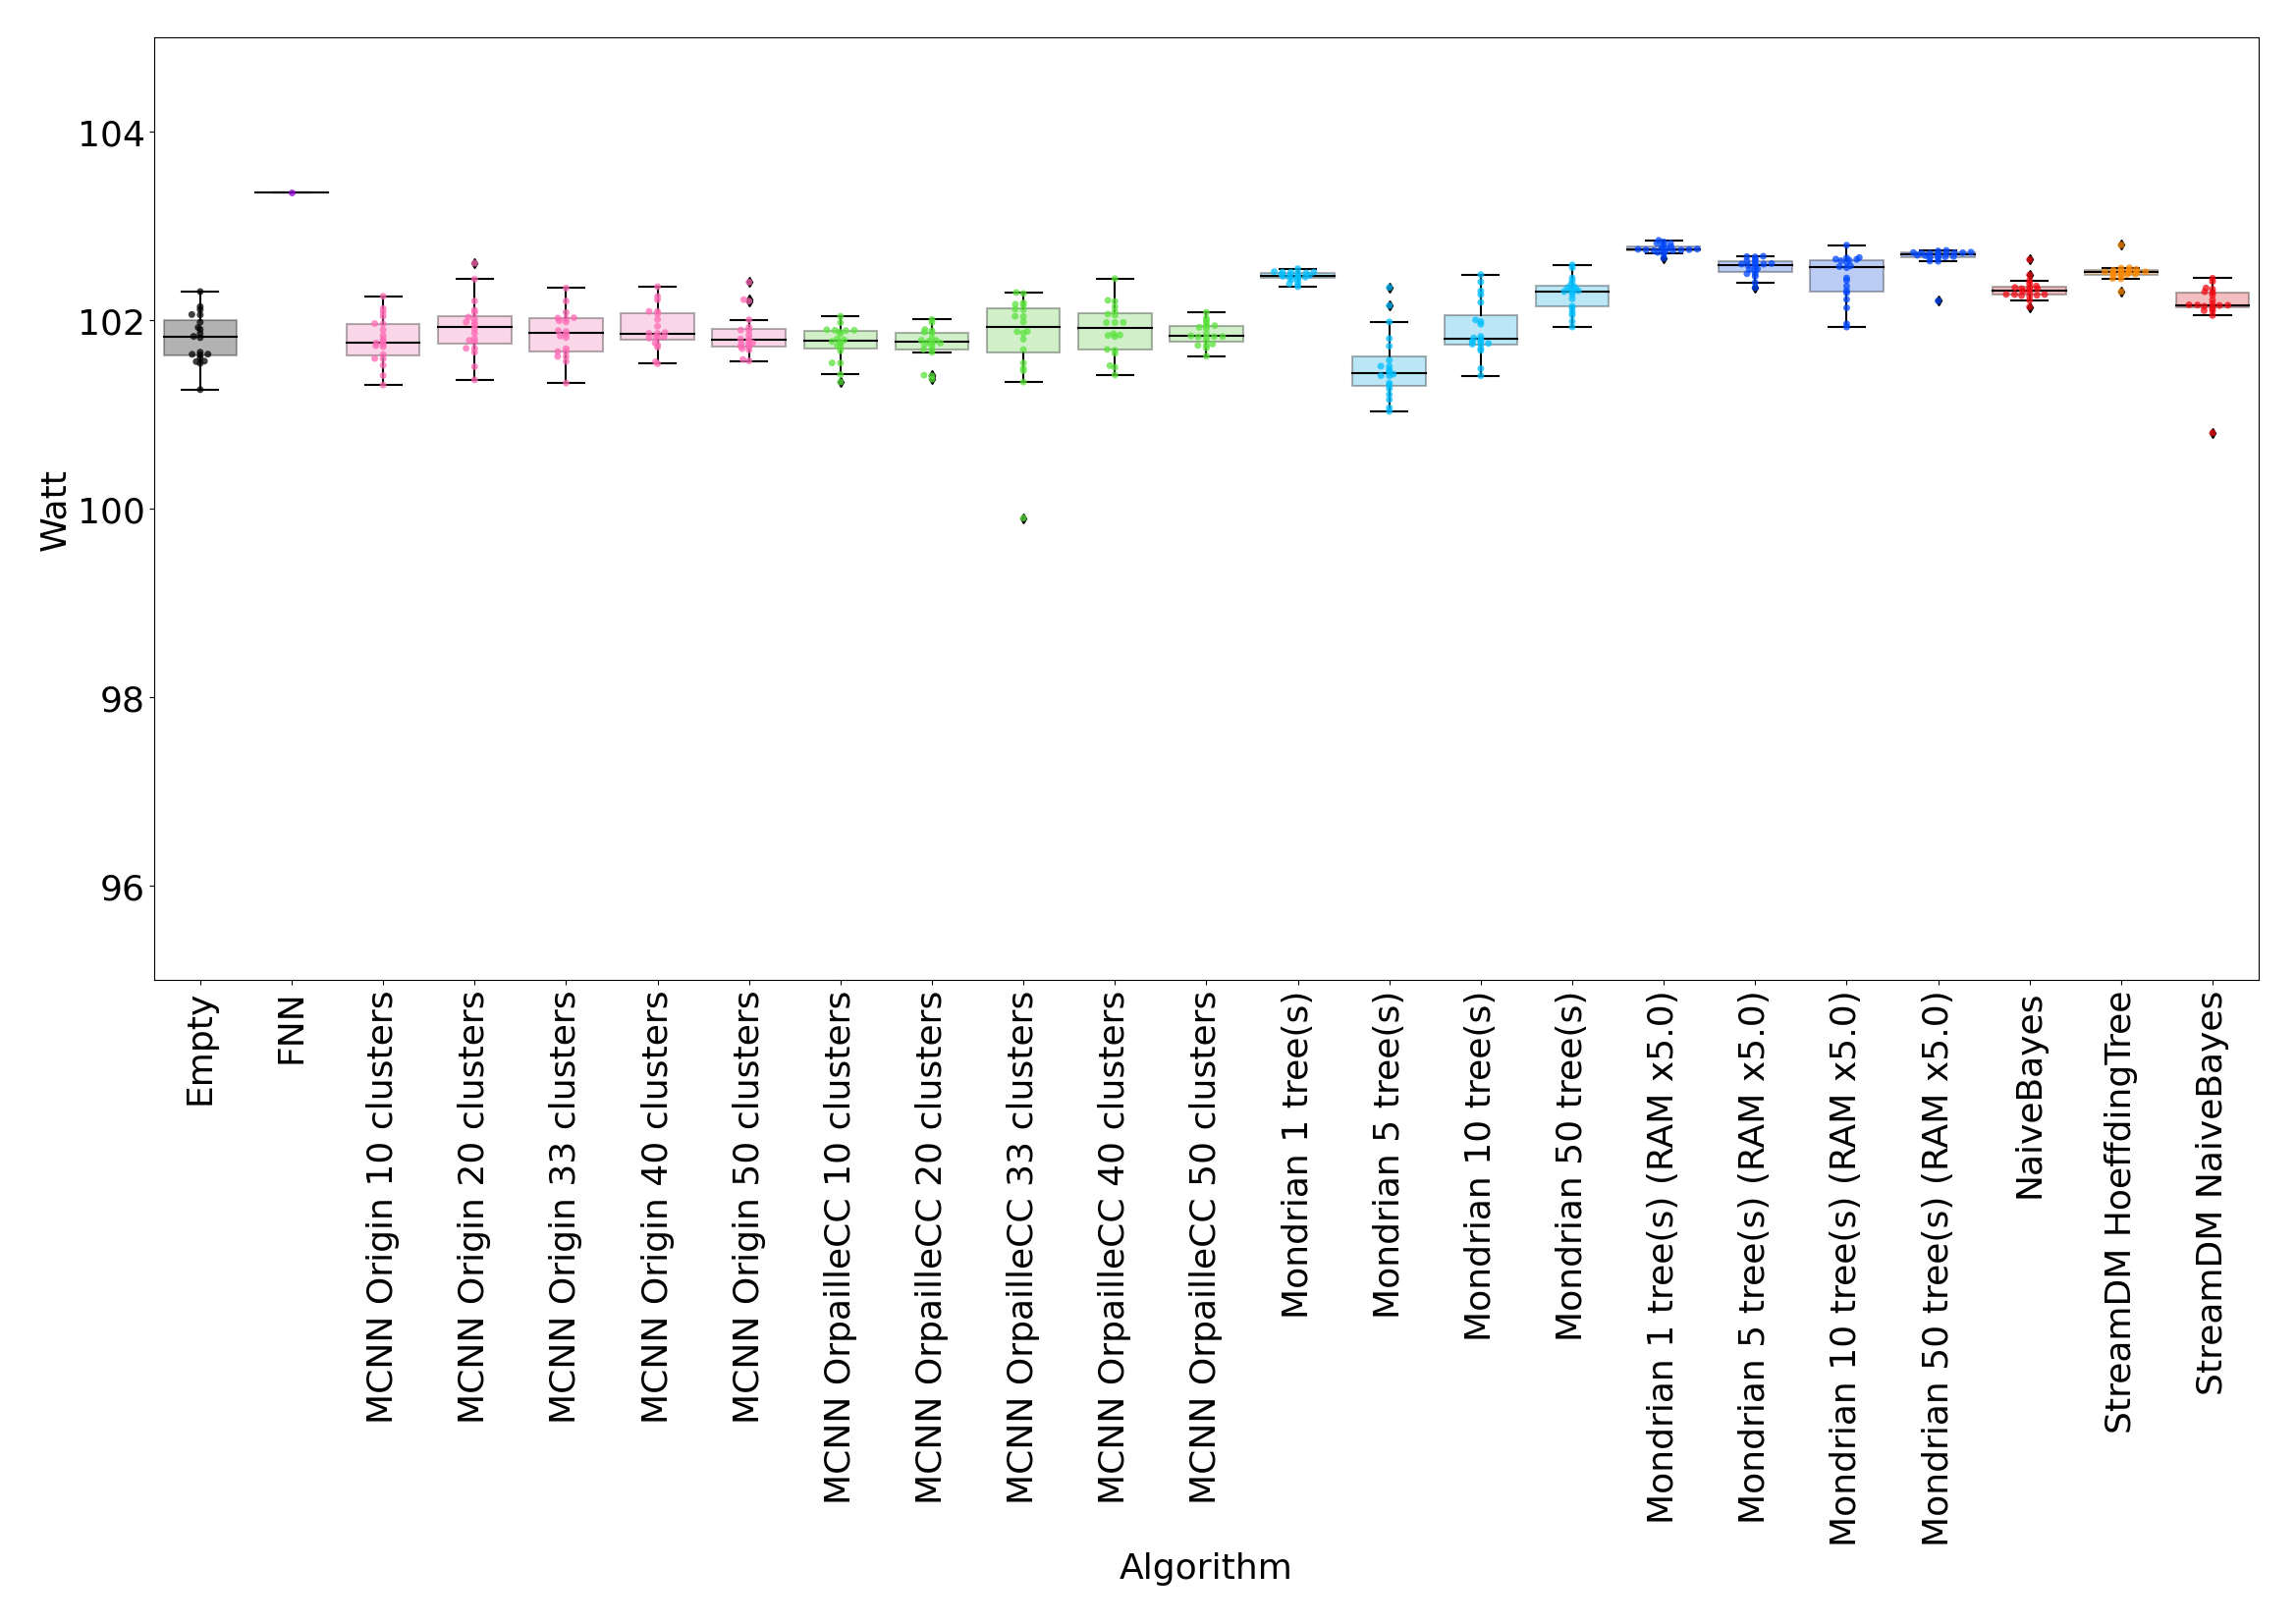 104
102
100
98
96
Watt
Empty
FNN
MCNN Origin 10 clusters
MCNN Origin 20 clusters
MCNN Origin 33 clusters
MCNN Origin 40 clusters
MCNN Origin 50 clusters
MCNN OrpailleCC 10 clusters
MCNN OrpailleCC 20 clusters
MCNN OrpailleCC 33 clusters
MCNN OrpailleCC 40 clusters
MCNN OrpailleCC 50 clusters
Mondrian 1 tree(s)
Mondrian 5 tree(s)
Mondrian 10 tree(s)
Mondrian 50 tree(s)
Mondrian 1 tree(s) (RAM x5.0)
Mondrian 5 tree(s) (RAM x5.0)
Mondrian 10 tree(s) (RAM x5.0)
Mondrian 50 tree(s) (RAM x5.0)
NaiveBayes
StreamDM HoeffdingTree
StreamDM NaiveBayes
Algorithm